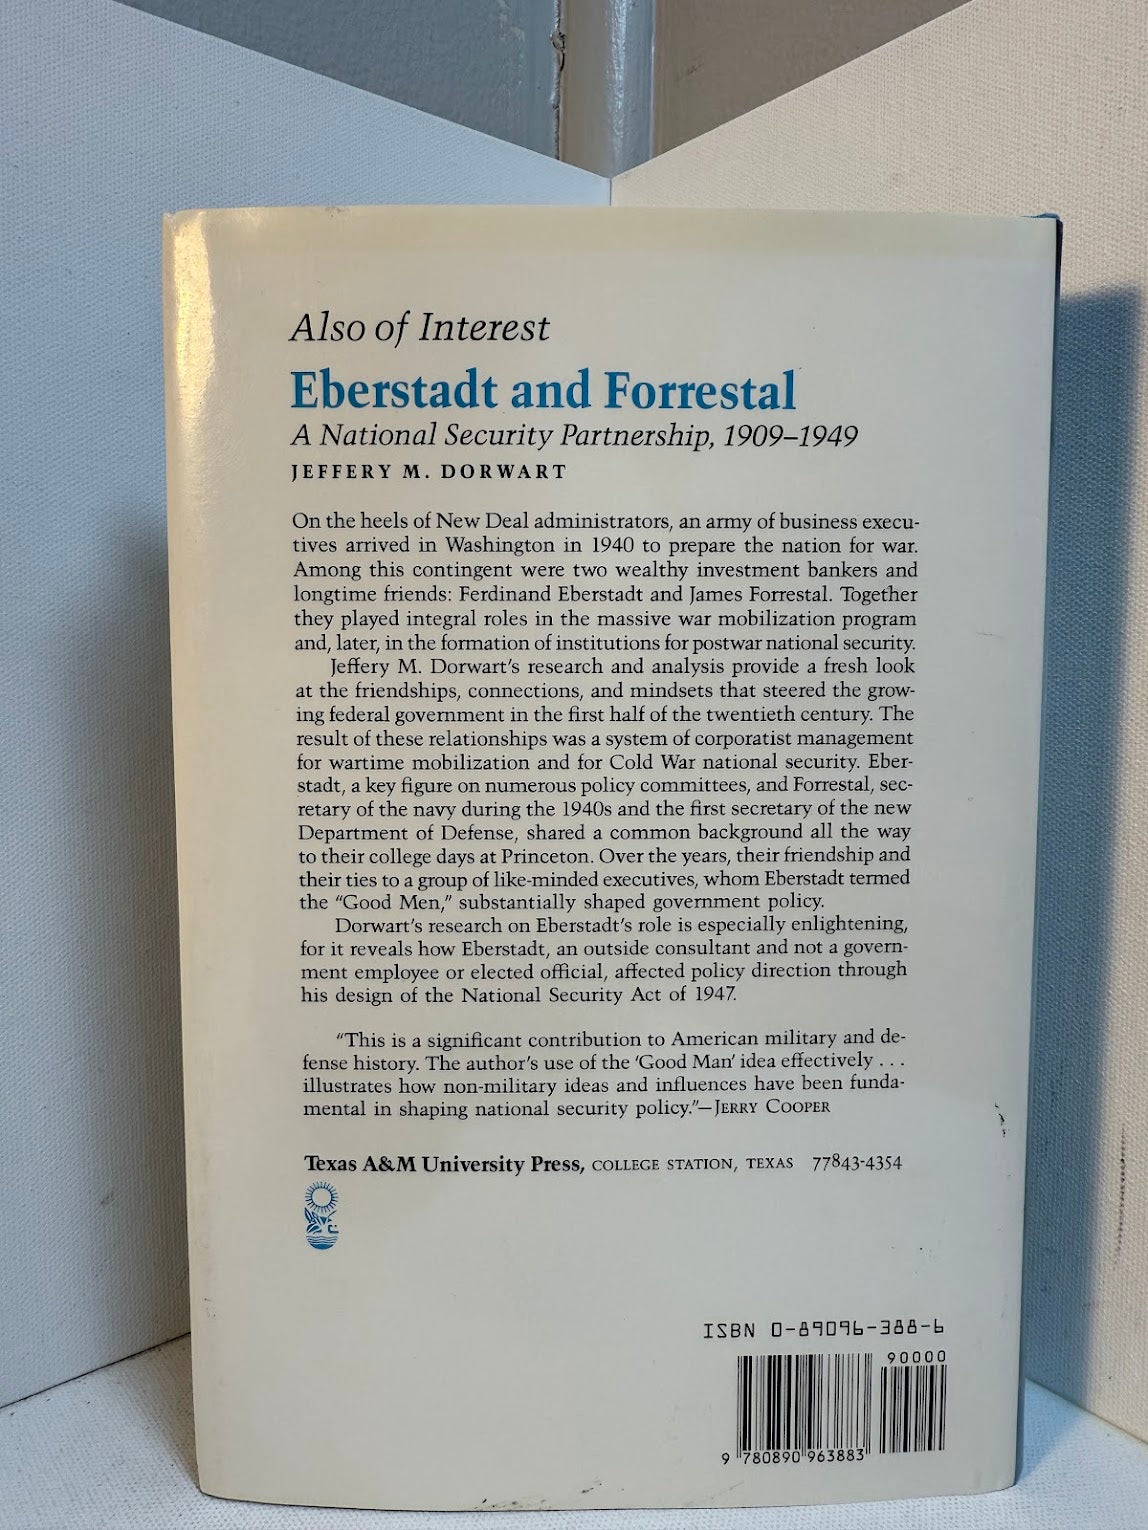 Also of Interest
Eberstadt and Forrestal
A National Security Partnership, 1909–1949
JEFFERY M. DORWART
On the heels of New Deal administrators, an army of business execu-
tives arrived in Washington in 1940 to prepare the nation for war.
Among this contingent were two wealthy investment bankers and
longtime friends: Ferdinand Eberstadt and James Forrestal. Together
they played integral roles in the massive war mobilization program
and, later, in the formation of institutions for postwar national security.
Jeffery M. Dorwart's research and analysis provide a fresh look
at the friendships, connections, and mindsets that steered the grow-
ing federal government in the first half of the twentieth century. The
result of these relationships was a system of corporatist management
for wartime mobilization and for Cold War national security. Eber-
stadt, a key figure on numerous policy committees, and Forrestal, sec-
retary of the navy during the 1940s and the first secretary of the new
Department of Defense, shared a common background all the way
to their college days at Princeton. Over the years, their friendship and
their ties to a group of like-minded executives, whom Eberstadt termed
the "Good Men," substantially shaped government policy.
Dorwart's research on Eberstadt's role is especially enlightening,
for it reveals how Eberstadt, an outside consultant and not a govern-
ment employee or elected official, affected policy direction through
his design of the National Security Act of 1947.
"This is a significant contribution to American military and de-
fense history. The author's use of the 'Good Man' idea effectively . . .
illustrates how non-military ideas and influences have been funda-
mental in shaping national security policy."—JERRY COOPER
Texas A&M University Press, COLLEGE STATION, TEXAS 77843-4354
ISBN 0-89096-388-6
90000
9 780890 963883